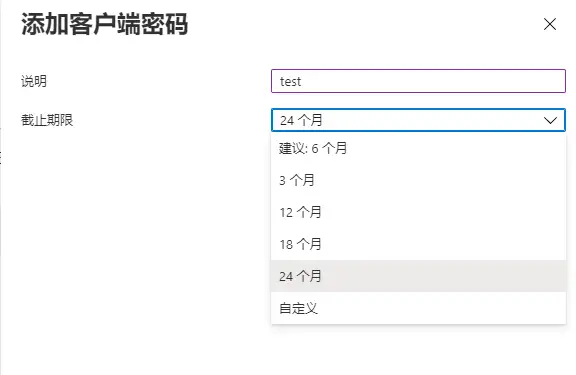 添加客户端密码
说明
test
截止期限
24 个月
建议: 6 个月
3 个月
12 个月
18 个月
24 个月
自定义